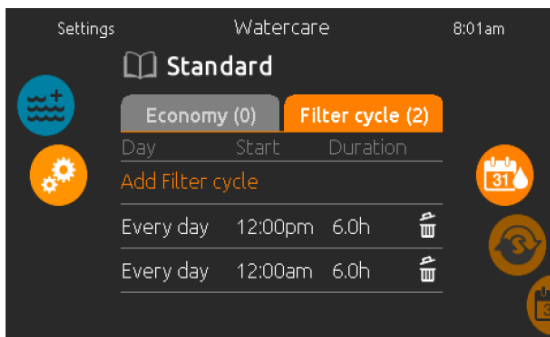 Settings Watercare 8:01am
Standard
Economy (0) Filter cycle (2)
Day Start Duration
Add Filter cycle
Every day 12:00pm 6.0h
Every day 12:00am 6.0h
31